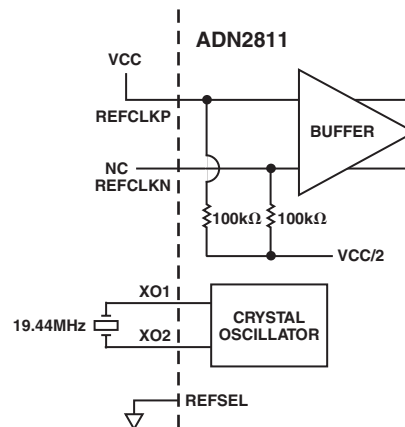 ADN2811
VCC
REFCLKP
BUFFER
NC
REFCLKN
100kΩ 100kΩ
VCC/2
XO1
19.44MHz
XO2
CRYSTAL
OSCILLATOR
REFSEL